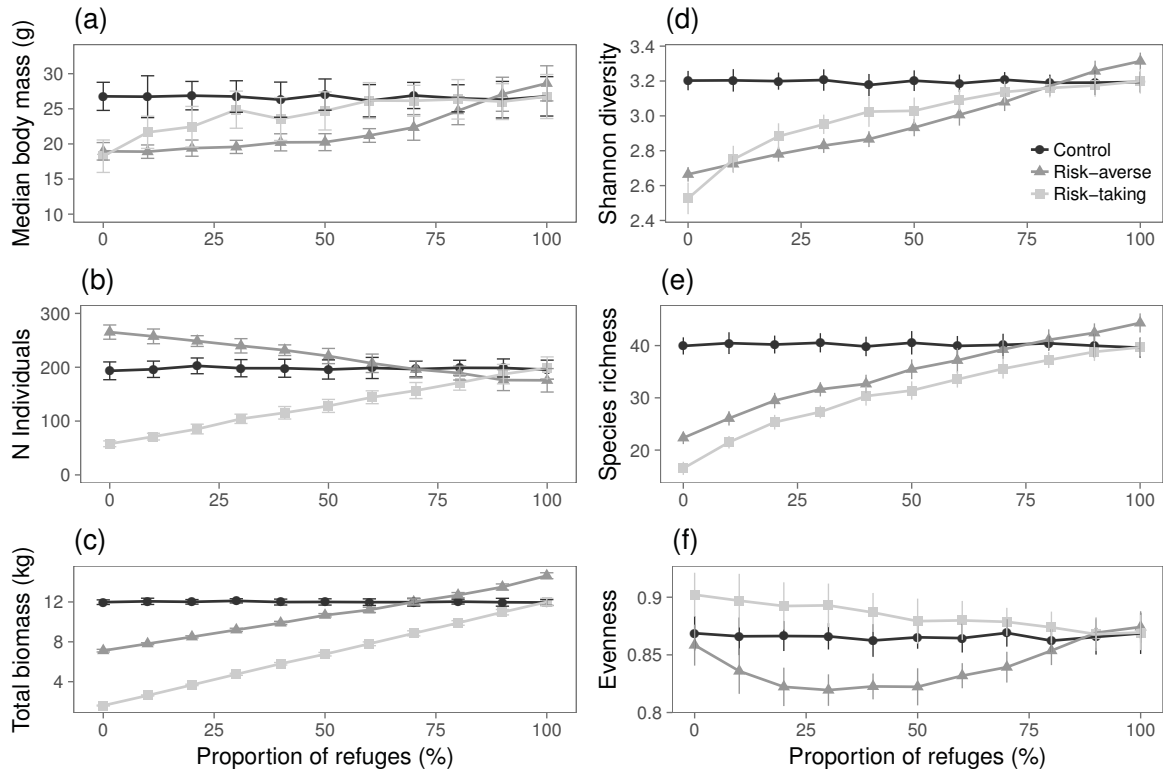 (a)
Median body mass (g)
30
25
20
15
10
0 25 50 75 100
(b)
N Individuals
300
200
100
0
0 25 50 75 100
(c)
Total biomass (kg)
12
8
4
0 25 50 75 100
Proportion of refuges (%)
(d)
Shannon diversity
3.4
3.2
3.0
2.8
2.6
2.4
Control
Risk−averse
Risk−taking
0 25 50 75 100
(e)
Species richness
40
30
20
0 25 50 75 100
(f)
Evenness
0.9
0.85
0.8
0 25 50 75 100
Proportion of refuges (%)